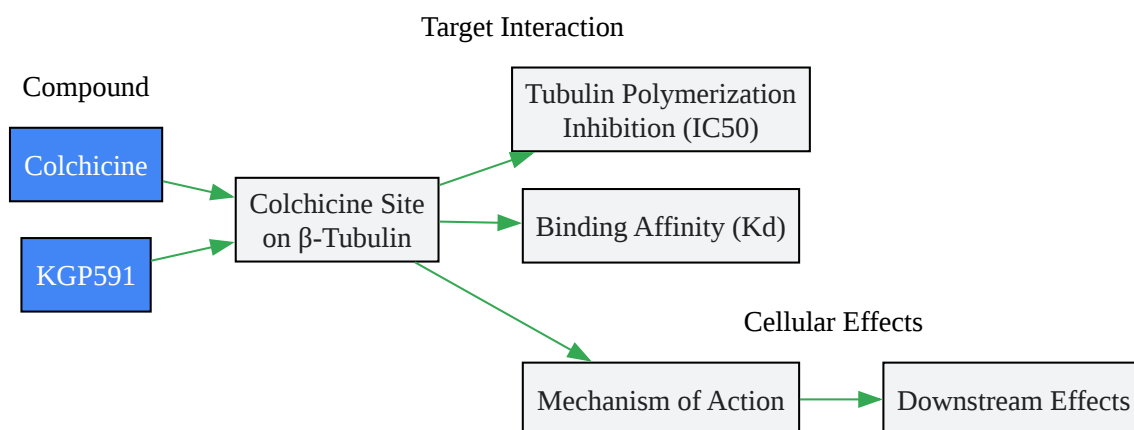 Target Interaction
Compound
Tubulin Polymerization
Inhibition (IC50)
Colchicine
Colchicine Site
on β-Tubulin
Binding Affinity (Kd)
KGP591
Cellular Effects
Mechanism of Action
Downstream Effects